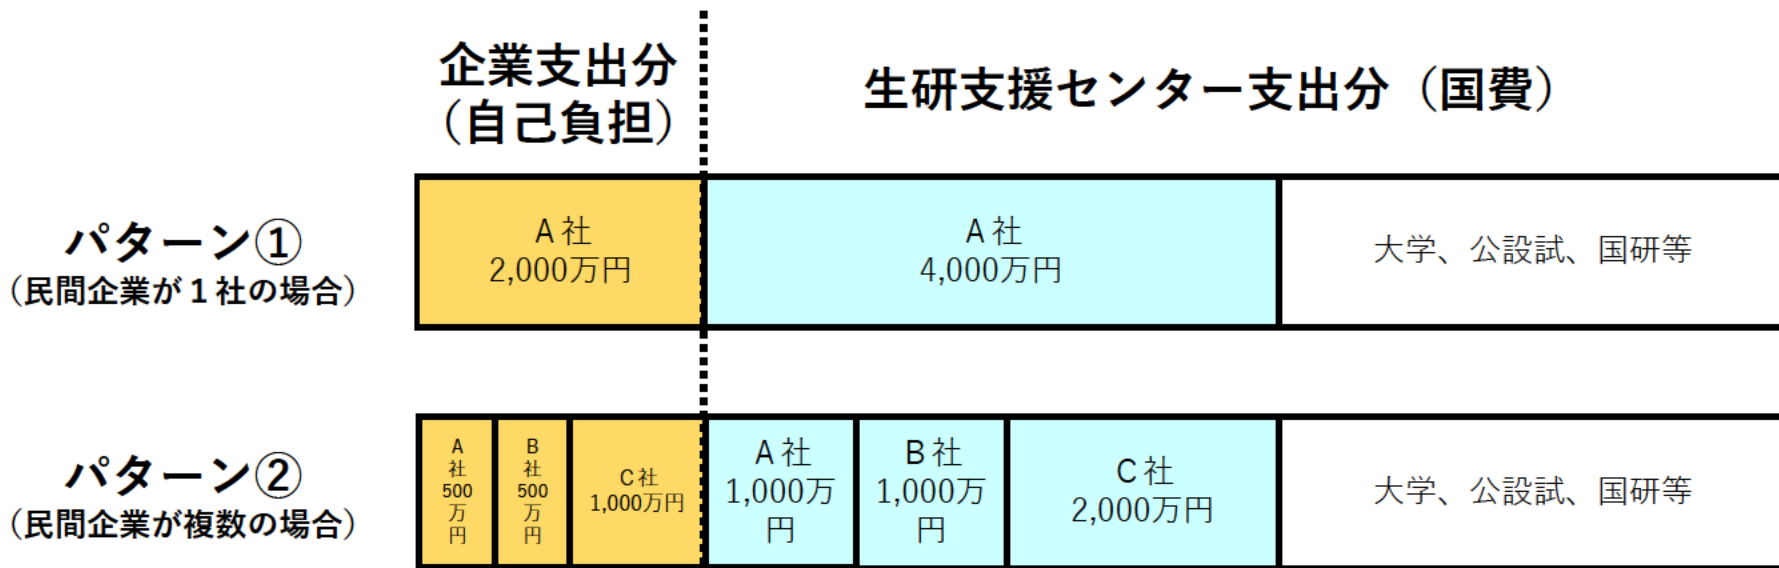 企業支出分
（自己負担）
生研支援センター支出分（国費）
パターン①
（民間企業が１社の場合）
A 社
2,000万円
A 社
4,000万円
大学、公設試、国研等
パターン②
（民間企業が複数の場合）
A
社
500
万
円
B
社
500
万
円
C 社
1,000万円
A 社
1,000万
円
B 社
1,000万
円
C 社
2,000万円
大学、公設試、国研等